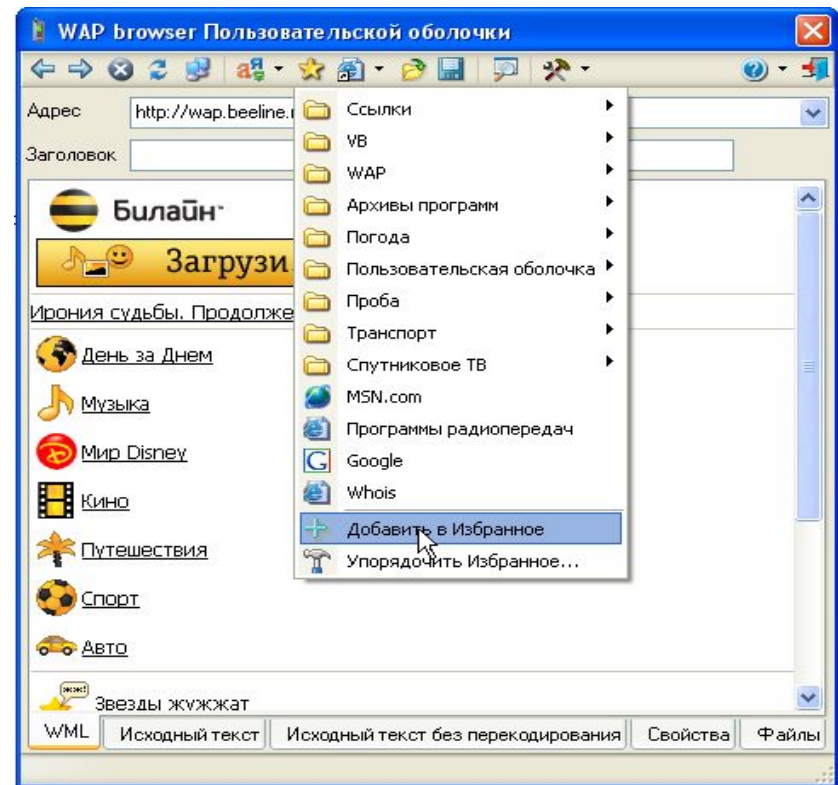 WAP browser Пользовательской оболочки
Адрес http://wap.beeline.
Заголовок
Билайн
Загрузи
Ирония судьбы. Продолже
День за Днем
Музыка
Мир Disney
Кино
Путешествия
Спорт
Авто
жж!
Звезды жужжат
Ссылки
VB
WAP
Архивы программ
Погода
Пользовательская оболочка
Проба
Транспорт
Спутниковое ТВ
MSN.com
Программы радиопередач
Google
Whois
Добавить в Избранное
Упорядочить Избранное...
WML Исходный текст Исходный текст без перекодирования Свойства Файлы